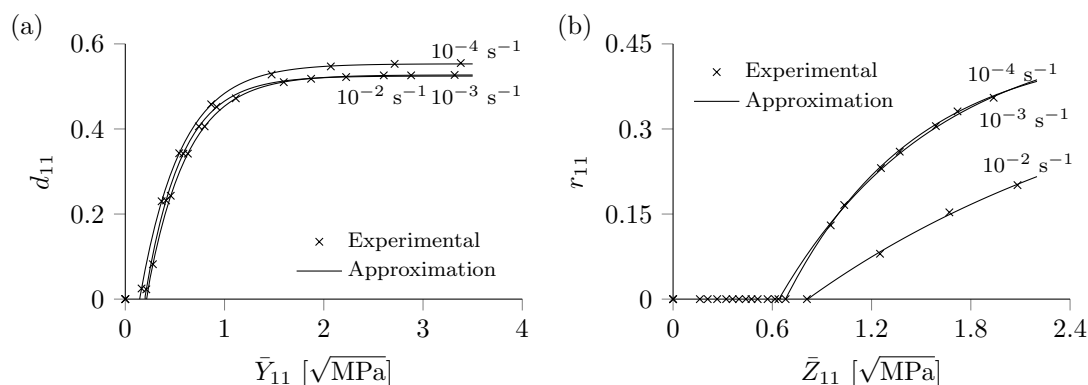 (a)
0.6
0.4
0.2
0
d₁₁
10⁻⁴ s⁻¹
10⁻² s⁻¹ 10⁻³ s⁻¹
Experimental
Approximation
0 1 2 3 4
Ȳ₁₁ [√MPa]
(b)
0.45
0.3
0.15
0
r₁₁
Experimental
Approximation
10⁻⁴ s⁻¹
10⁻³ s⁻¹
10⁻² s⁻¹
0 0.6 1.2 1.8 2.4
Z̄₁₁ [√MPa]